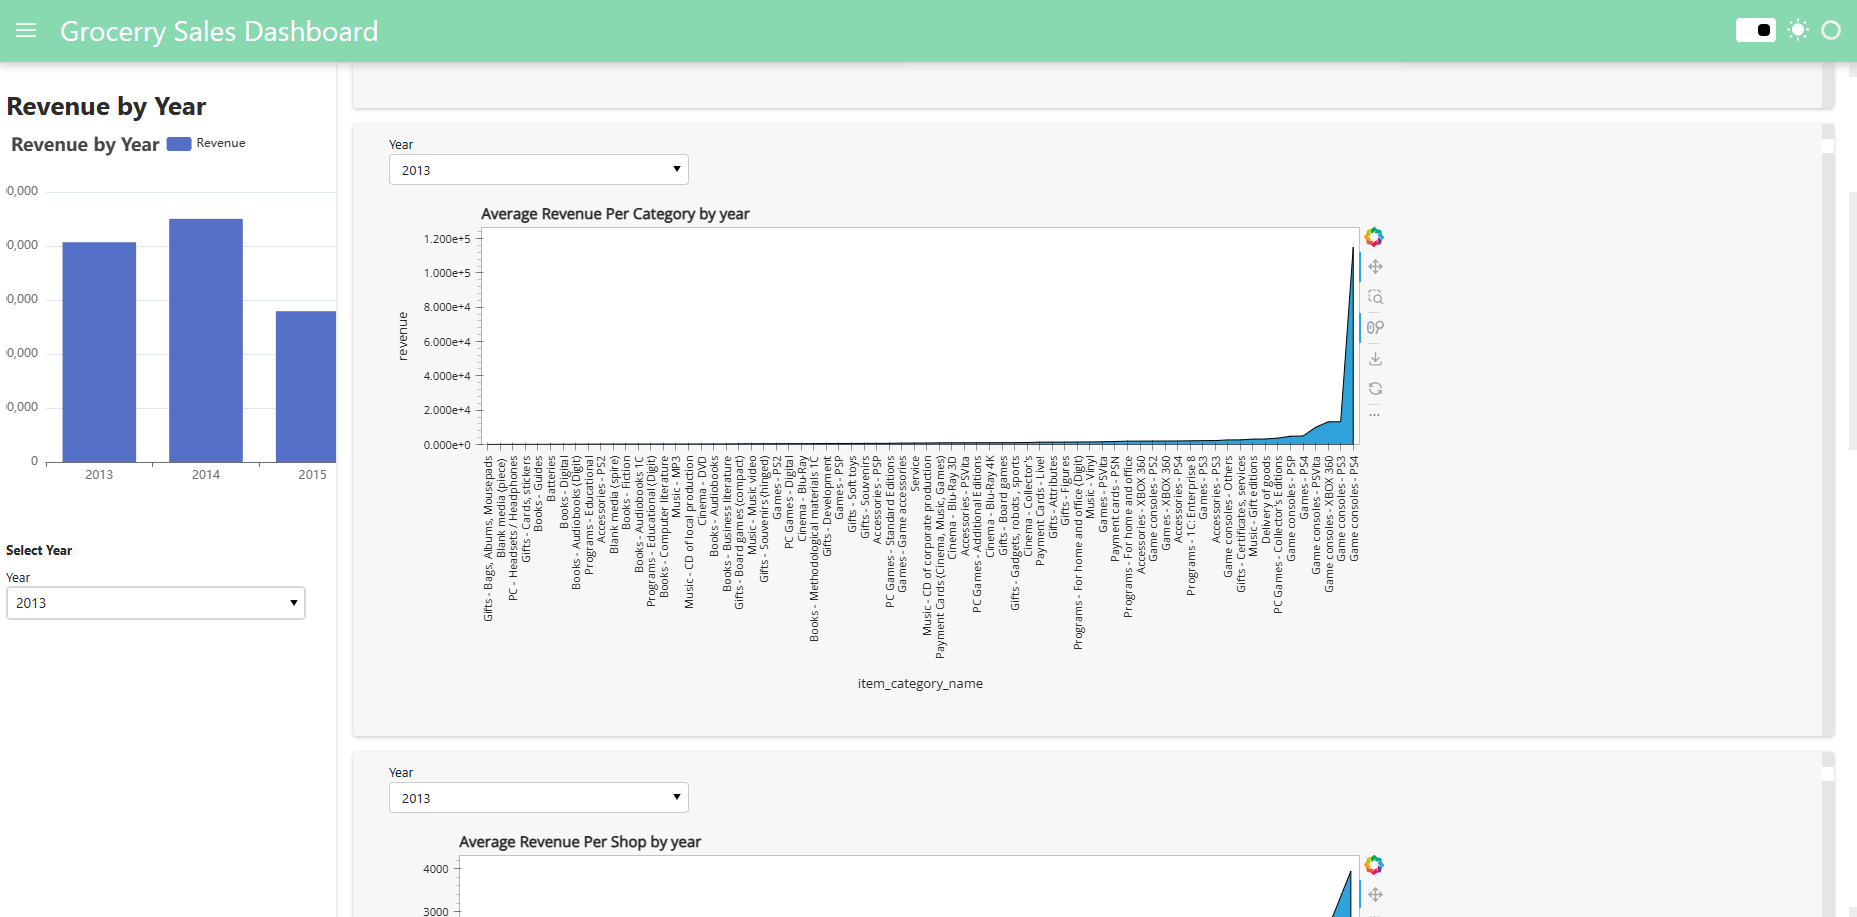 Grocerry Sales Dashboard
Revenue by Year
Revenue by Year
Revenue
0,000
0,000
0,000
0,000
0,000
0
2013
2014
2015
Select Year
Year
2013
Year
2013
Average Revenue Per Category by year
revenue
1.200e+5
1.000e+5
8.000e+4
6.000e+4
4.000e+4
2.000e+4
0.000e+0
Gifts - Bags, Albums, Mousepads
Blank media (piece)
PC - Headsets / Headphones
Gifts - Cards, stickers
Books - Guides
Batteries
Books - Digital
Books - Audiobooks (Digit)
Programs - Educational
Accessories - PS2
Blank media (spire)
Books - Fiction
Books - Audiobooks 1C
Programs - Educational (Digit)
Books - Computer literature
Music - MP3
Music - CD of local production
Cinema - DVD
Books - Audiobooks
Books - Business literature
Gifts - Board games (compact)
Music - Music video
Gifts - Souvenirs (hinged)
Games - PS2
PC Games - Digital
Cinema - Blu-Ray
Books - Methodological materials 1C
Gifts - Development
Games - PSP
Gifts - Soft toys
Gifts - Souvenirs
Accessories - PSP
PC Games - Standard Editions
Games - Game accessories
Service
Music - CD of corporate production
Payment Cards (Cinema, Music, Games)
Cinema - Blu-Ray 3D
Accessories - PSVita
PC Games - Additional Editions
Cinema - Blu-Ray 4K
Gifts - Board games
Gifts - Gadgets, robots, sports
Cinema - Collector's
Payment Cards - Live!
Gifts - Attributes
Gifts - Figures
Programs - For home and office (Digit)
Music - Vinyl
Games - PSVita
Payment cards - PSN
Programs - For home and office
Accessories - XBOX 360
Game consoles - PS2
Games - XBOX 360
Accessories - PS4
Programs - 1C: Enterprise 8
Games - PS3
Accessories - PS3
Game consoles - Others
Gifts - Certificates, services
Music - Gift editions
Delivery of goods
PC Games - Collector's Editions
Game consoles - PSP
Games - PS4
Game consoles - PSVita
Game consoles - XBOX 360
Game consoles - PS3
Game consoles - PS4
item_category_name
Year
2013
Average Revenue Per Shop by year
4000
3000